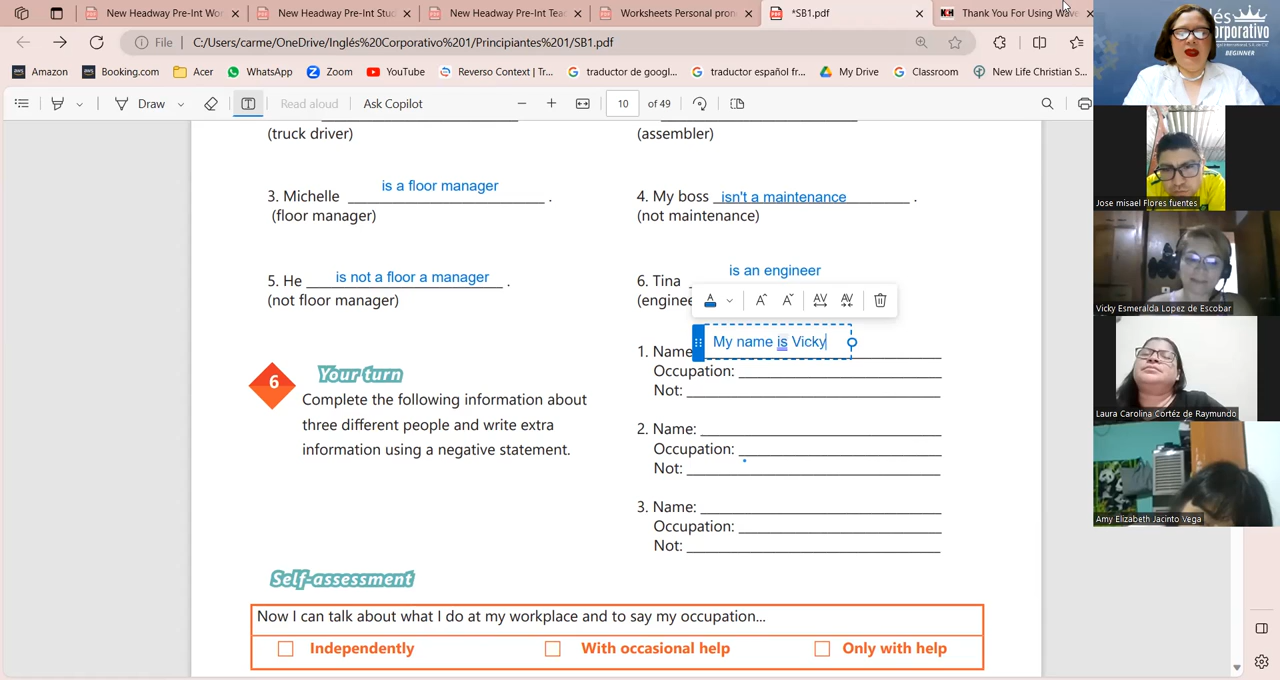 New Headway Pre-Int Wor
New Headway Pre-Int Stud
New Headway Pre-Int Teac
Worksheets Personal pron
*SB1.pdf
Thank You For Using Wave
File
C:/Users/carme/OneDrive/Inglés%20Corporativo%201/Principiantes%201/SB1.pdf
Amazon
Booking.com
Acer
WhatsApp
Zoom
YouTube
Reverso Context | Tr...
traductor de googl...
traductor español fr...
My Drive
Classroom
New Life Christian S...
Draw
Read aloud
Ask Copilot
10 of 49
(truck driver)
(assembler)
3. Michelle is a floor manager .
(floor manager)
4. My boss isn't a maintenance .
(not maintenance)
5. He is not a floor a manager .
(not floor manager)
6. Tina is an engineer
(enginee
6
Your turn
Complete the following information about
three different people and write extra
information using a negative statement.
1. Name My name is Vicky
Occupation:
Not:
2. Name:
Occupation:
Not:
3. Name:
Occupation:
Not:
Self-assessment
Now I can talk about what I do at my workplace and to say my occupation...
Independently
With occasional help
Only with help
BEGINNER
Jose misael Flores fuentes
Vicky Esmeralda Lopez de Escobar
Laura Carolina Cortéz de Raymundo
Amy Elizabeth Jacinto Vega